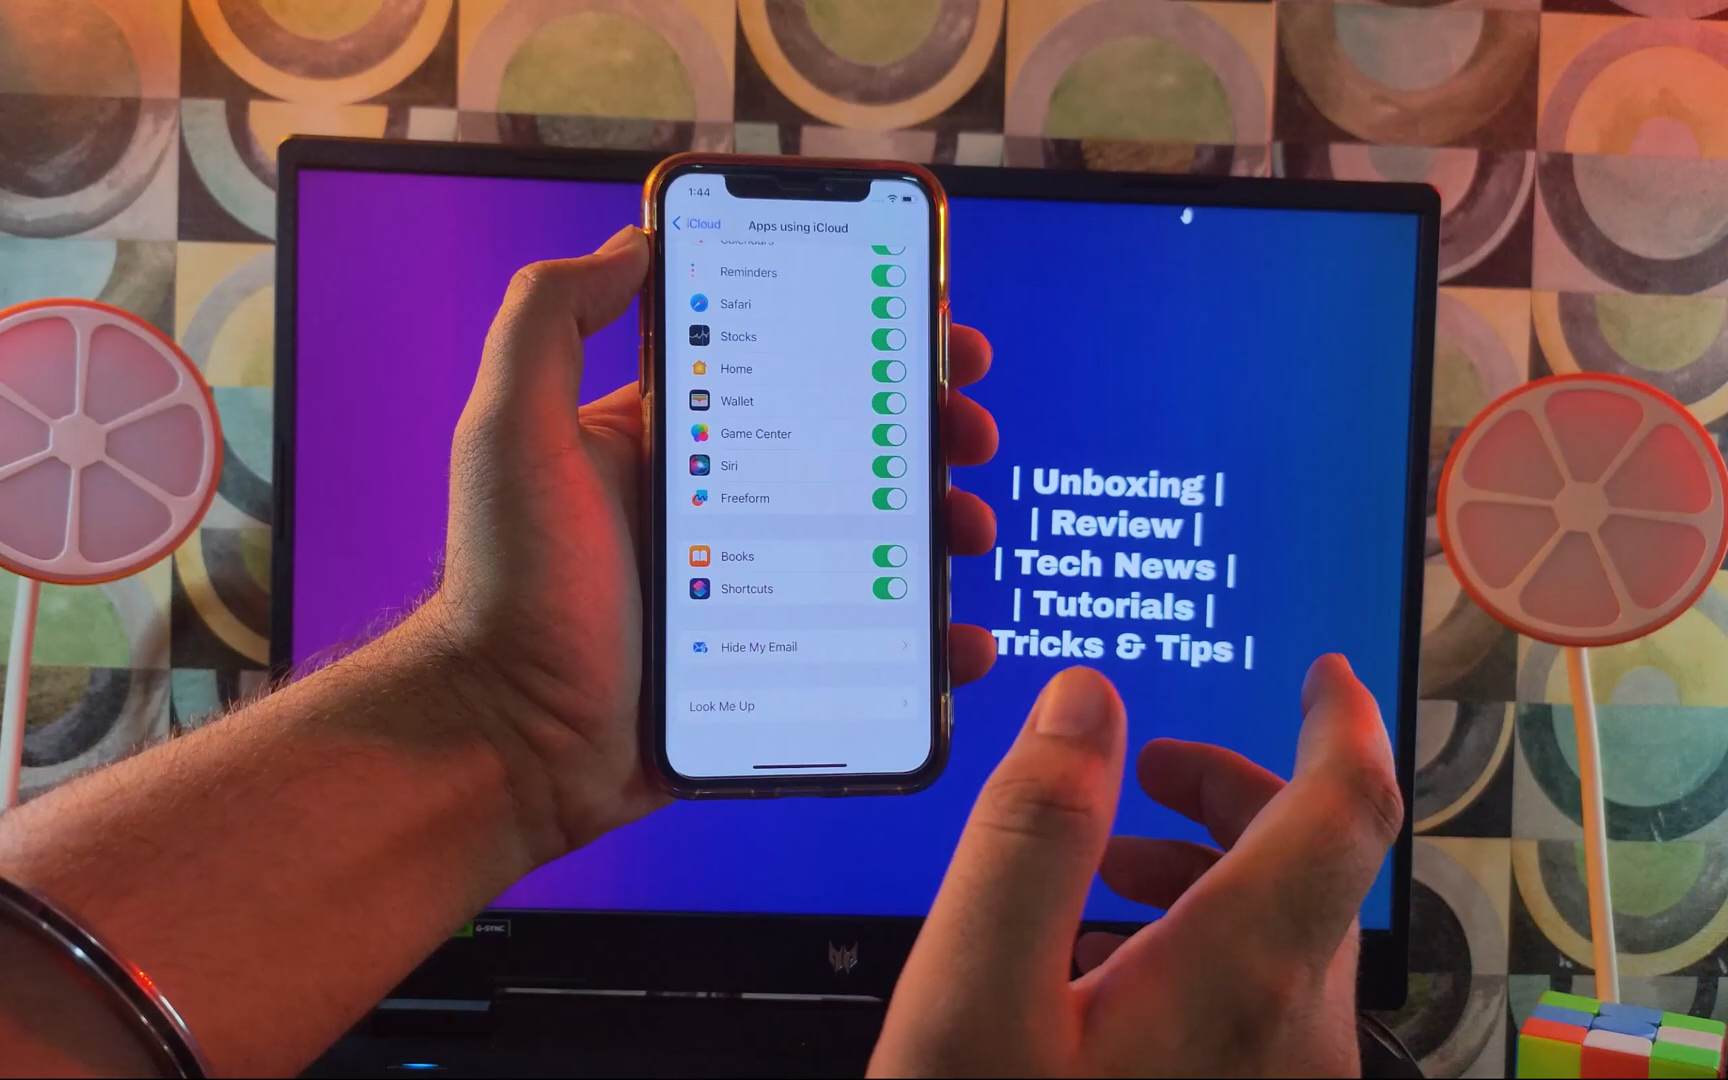 1:44
iCloud
Apps using iCloud
Calendars
Reminders
Safari
Stocks
Home
Wallet
Game Center
Siri
Freeform
Books
Shortcuts
Hide My Email
Look Me Up
| Unboxing |
| Review |
| Tech News |
| Tutorials |
Tricks & Tips |
G-SYNC